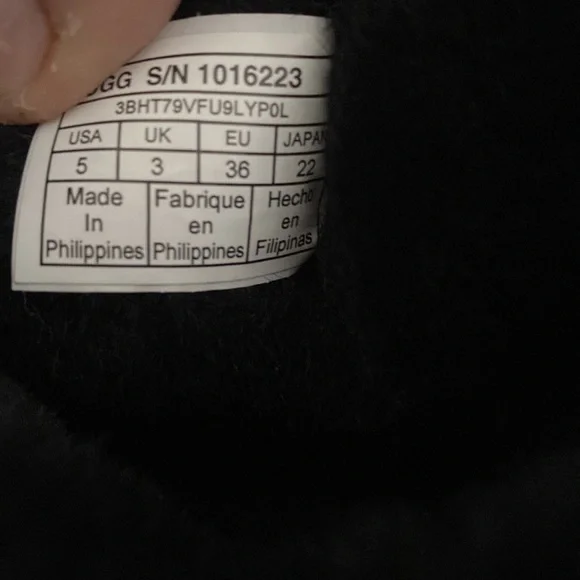 UGG S/N 1016223
3BHT79VFU9LYP0L
USA UK EU JAPAN
5 3 36 22
Made Fabrique Hecho
In en en
Philippines Philippines Filipinas